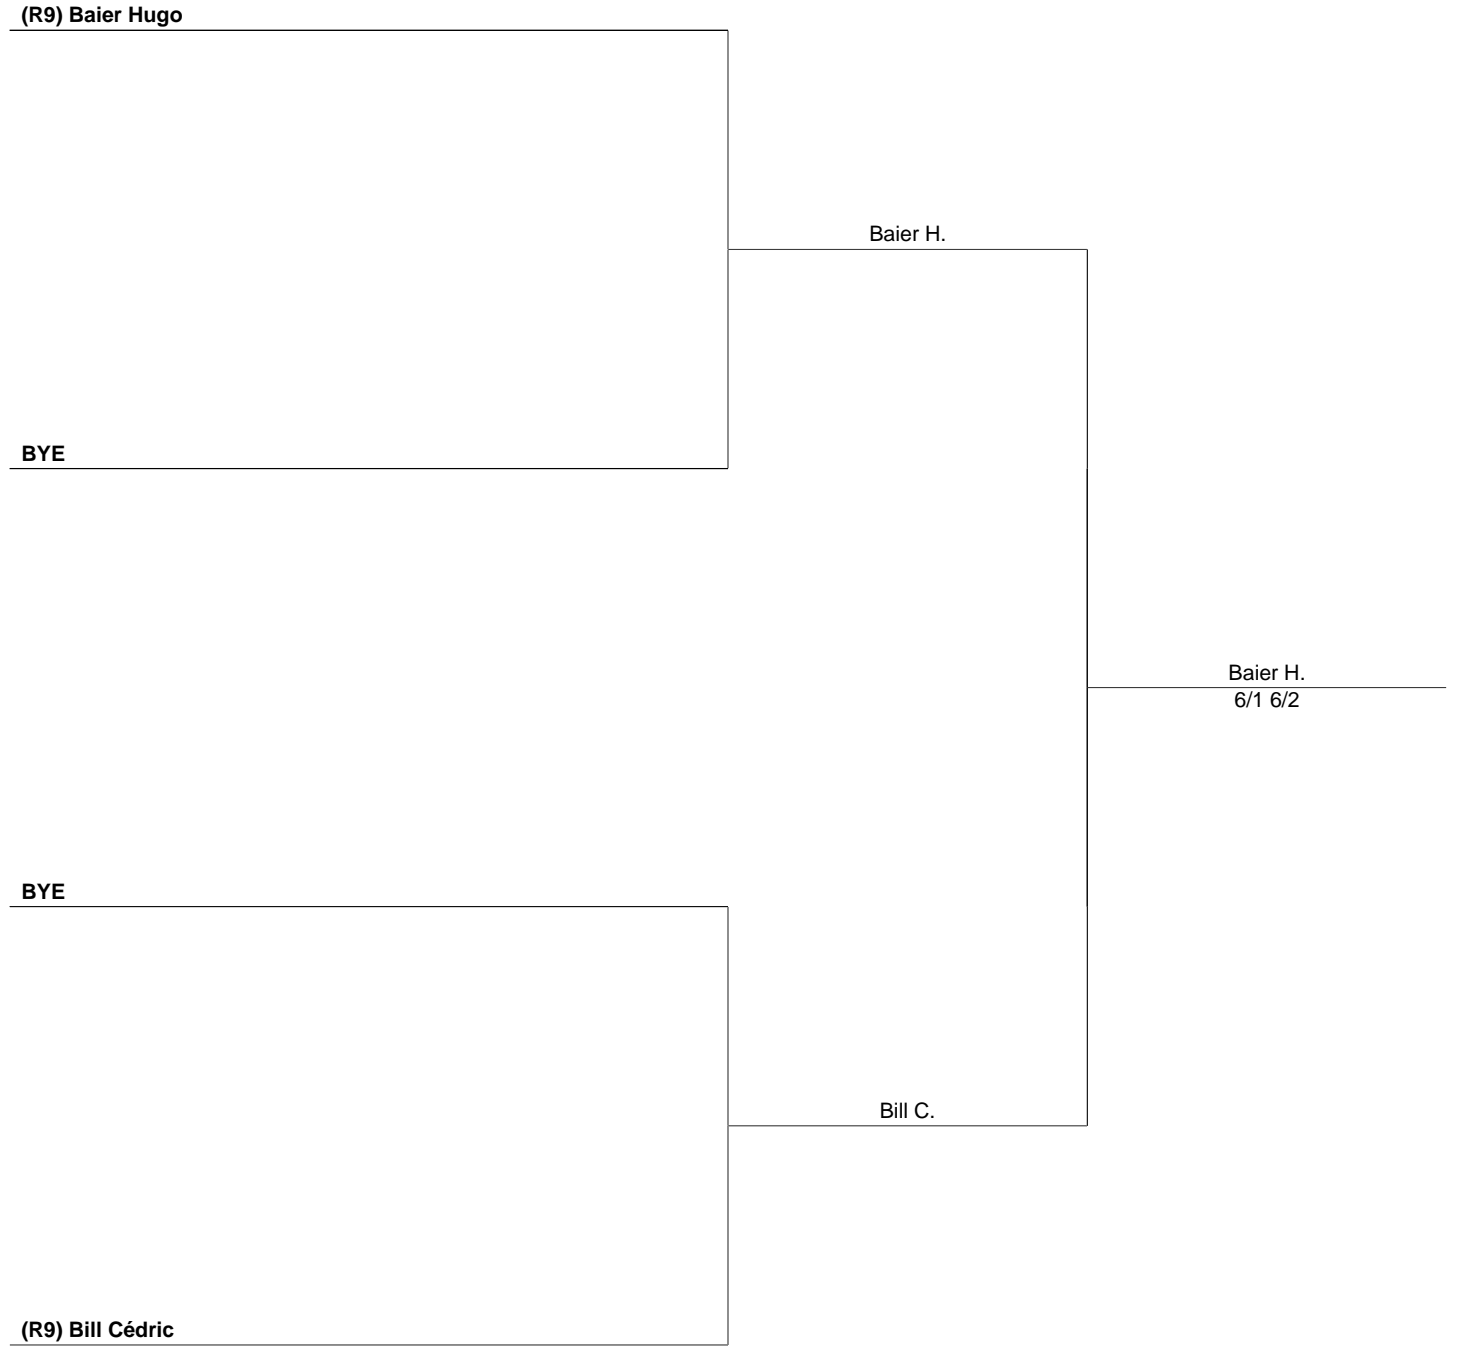 (R9) Baier Hugo
Baier H.
BYE
Baier H.
6/1 6/2
BYE
Bill C.
(R9) Bill Cédric